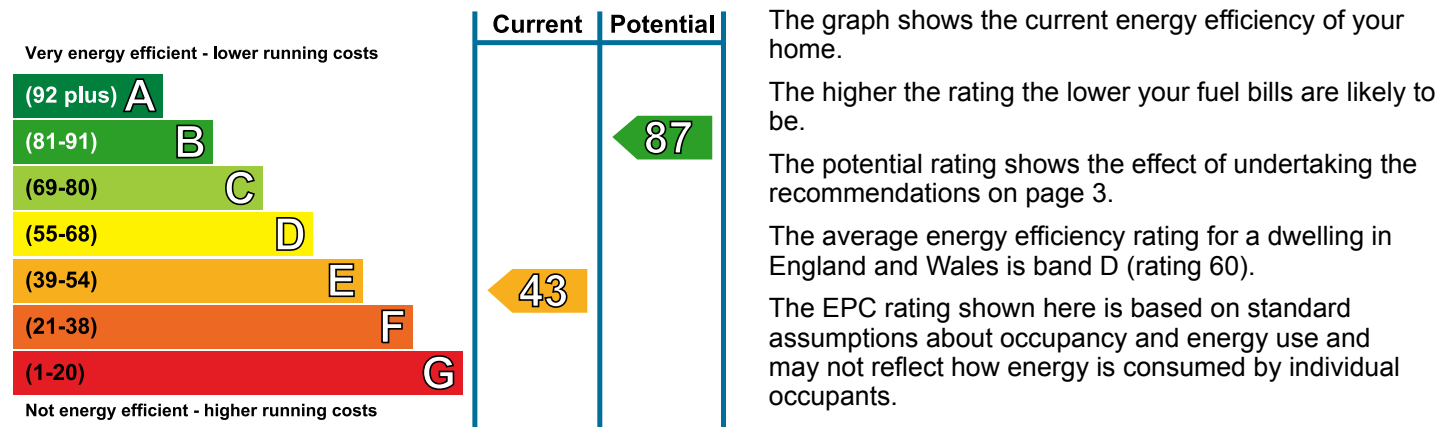 Current Potential
Very energy efficient - lower running costs
(92 plus) A
(81-91) B
87
(69-80) C
(55-68) D
(39-54) E
43
(21-38) F
(1-20) G
Not energy efficient - higher running costs
The graph shows the current energy efficiency of your
home.
The higher the rating the lower your fuel bills are likely to
be.
The potential rating shows the effect of undertaking the
recommendations on page 3.
The average energy efficiency rating for a dwelling in
England and Wales is band D (rating 60).
The EPC rating shown here is based on standard
assumptions about occupancy and energy use and
may not reflect how energy is consumed by individual
occupants.